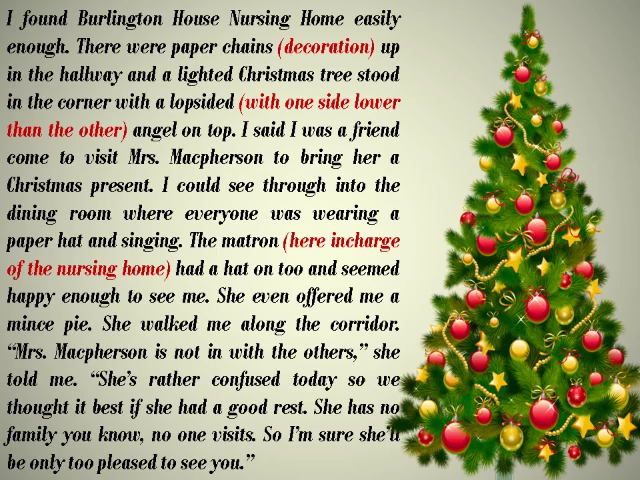 I found Burlington House Nursing Home easily
enough. There were paper chains (decoration) up
in the hallway and a lighted Christmas tree stood
in the corner with a lopsided (with one side lower
than the other) angel on top. I said I was a friend
come to visit Mrs. Macpherson to bring her a
Christmas present. I could see through into the
dining room where everyone was wearing a
paper hat and singing. The matron (here incharge
of the nursing home) had a hat on too and seemed
happy enough to see me. She even offered me a
mince pie. She walked me along the corridor.
“Mrs. Macpherson is not in with the others,” she
told me. “She’s rather confused today so we
thought it best if she had a good rest. She has no
family you know, no one visits. So I’m sure she’ll
be only too pleased to see you.”